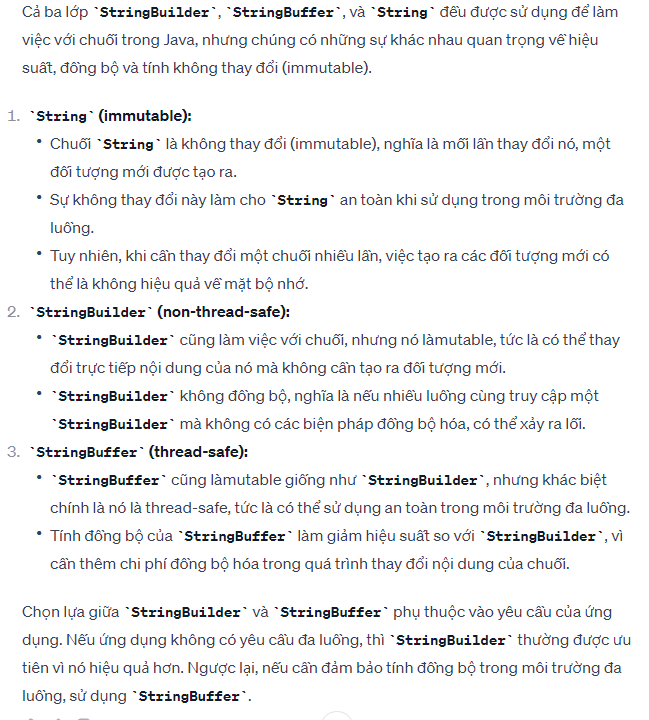 Cả ba lớp `StringBuilder`, `StringBuffer`, và `String` đều được sử dụng để làm
việc với chuỗi trong Java, nhưng chúng có những sự khác nhau quan trọng về hiệu
suất, đồng bộ và tính không thay đổi (immutable).
1. `String` (immutable):
• Chuỗi `String` là không thay đổi (immutable), nghĩa là mỗi lần thay đổi nó, một
đối tượng mới được tạo ra.
• Sự không thay đổi này làm cho `String` an toàn khi sử dụng trong môi trường đa
luồng.
• Tuy nhiên, khi cần thay đổi một chuỗi nhiều lần, việc tạo ra các đối tượng mới có
thể là không hiệu quả về mặt bộ nhớ.
2. `StringBuilder` (non-thread-safe):
• `StringBuilder` cũng làm việc với chuỗi, nhưng nó làmutable, tức là có thể thay
đổi trực tiếp nội dung của nó mà không cần tạo ra đối tượng mới.
• `StringBuilder` không đồng bộ, nghĩa là nếu nhiều luồng cùng truy cập một
`StringBuilder` mà không có các biện pháp đồng bộ hóa, có thể xảy ra lỗi.
3. `StringBuffer` (thread-safe):
• `StringBuffer` cũng làmutable giống như `StringBuilder`, nhưng khác biệt
chính là nó là thread-safe, tức là có thể sử dụng an toàn trong môi trường đa luồng.
• Tính đồng bộ của `StringBuffer` làm giảm hiệu suất so với `StringBuilder`, vì
cần thêm chi phí đồng bộ hóa trong quá trình thay đổi nội dung của chuỗi.
Chọn lựa giữa `StringBuilder` và `StringBuffer` phụ thuộc vào yêu cầu của ứng
dụng. Nếu ứng dụng không có yêu cầu đa luồng, thì `StringBuilder` thường được ưu
tiên vì nó hiệu quả hơn. Ngược lại, nếu cần đảm bảo tính đồng bộ trong môi trường đa
luồng, sử dụng `StringBuffer`.